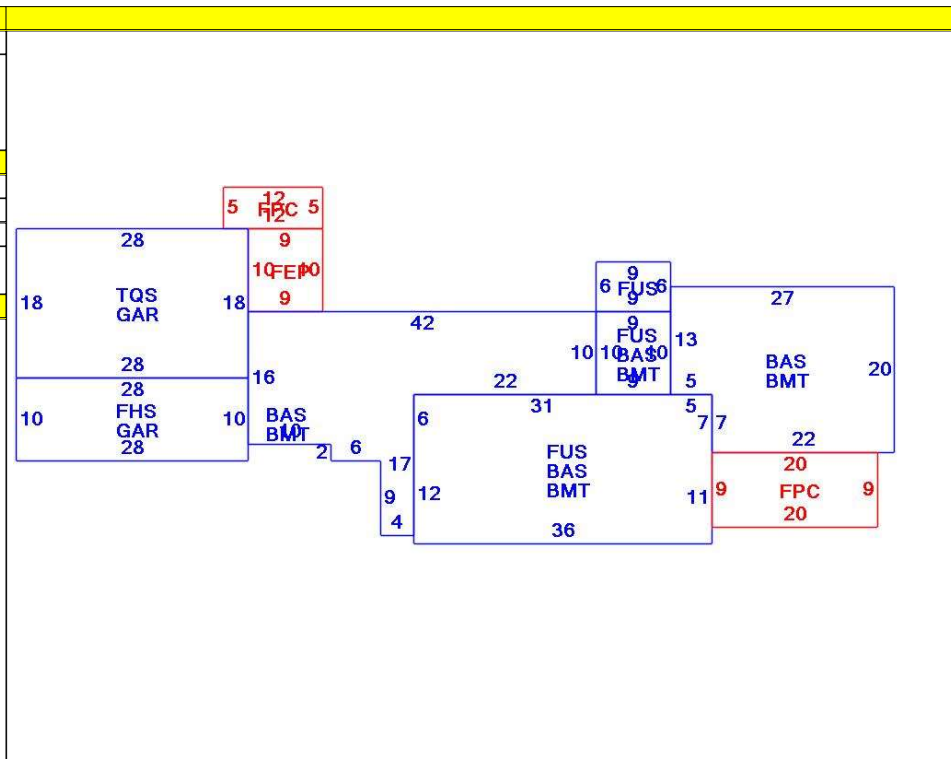 12
5 FPC 5
12
28
9
10 FEP 10
9
18 TQS 18
GAR
28
9
6 FUS 6
9
27
42
9
10 10 FUS 10 13
BAS
BMT
9
BAS
BMT
20
28
10 FHS 10
GAR
28
16
BAS
BMT
10
2
6
22
31
5
5
6
7 7
22
17
9
4
12
FUS
BAS
BMT
11
36
20
9 FPC 9
20